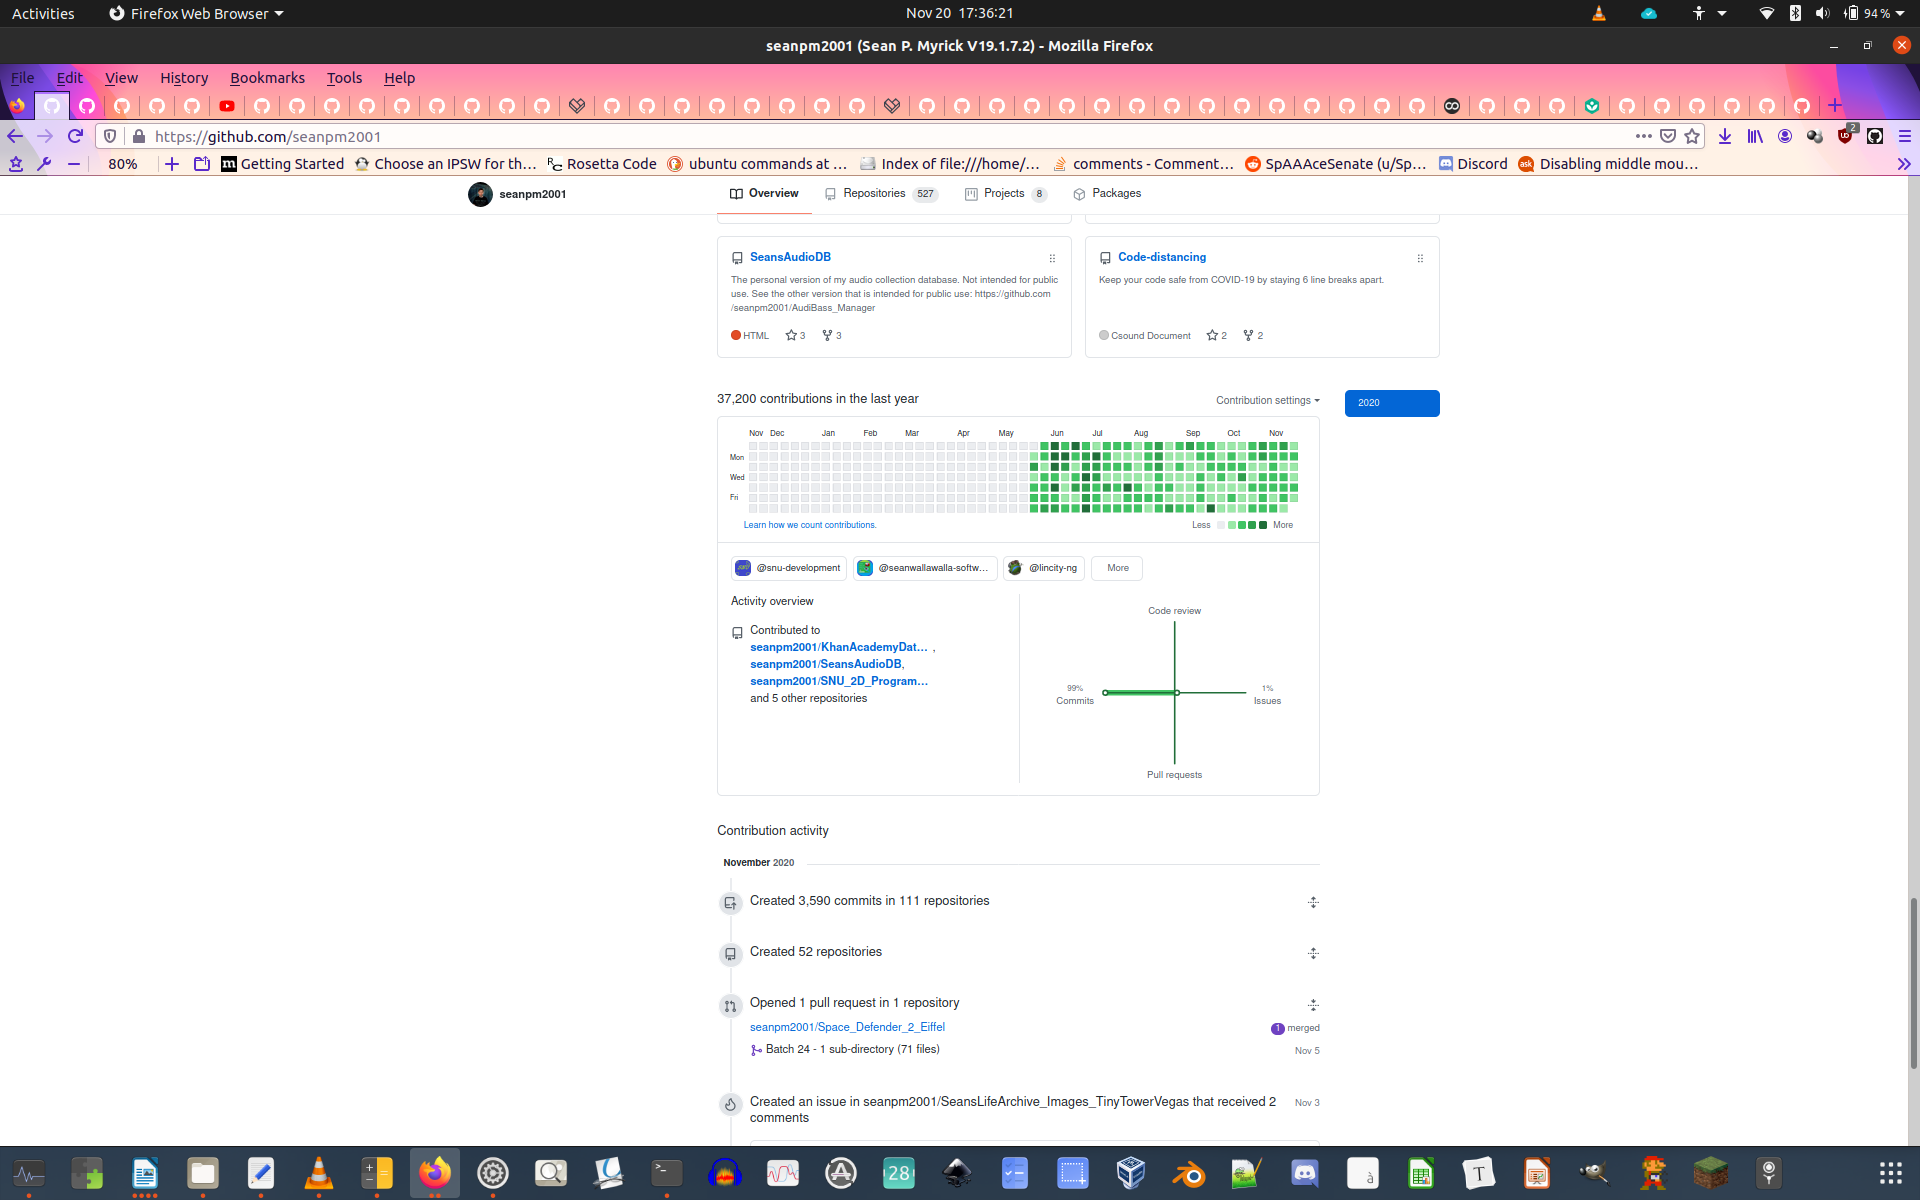 Activities Firefox Web Browser Nov 20 17:36:21 94 %
seanpm2001 (Sean P. Myrick V19.1.7.2) - Mozilla Firefox
File Edit View History Bookmarks Tools Help
https://github.com/seanpm2001 2
80% Getting Started Choose an IPSW for th… Rosetta Code ubuntu commands at … Index of file:///home/… comments - Comment… SpAAAceSenate (u/Sp… Discord Disabling middle mou…
seanpm2001 Overview Repositories 527 Projects 8 Packages
SeansAudioDB
The personal version of my audio collection database. Not intended for public
use. See the other version that is intended for public use: https://github.com
/seanpm2001/AudiBass_Manager
HTML 3 3
Code-distancing
Keep your code safe from COVID-19 by staying 6 line breaks apart.
Csound Document 2 2
37,200 contributions in the last year Contribution settings 2020
Nov Dec Jan Feb Mar Apr May Jun Jul Aug Sep Oct Nov
Mon
Wed
Fri
Learn how we count contributions. Less More
@snu-development @seanwallawalla-softw… @lincity-ng More
Activity overview
Contributed to
seanpm2001/KhanAcademyDat… ,
seanpm2001/SeansAudioDB,
seanpm2001/SNU_2D_Program…
and 5 other repositories
Code review
99%
Commits
1%
Issues
Pull requests
Contribution activity
November 2020
Created 3,590 commits in 111 repositories
Created 52 repositories
Opened 1 pull request in 1 repository
seanpm2001/Space_Defender_2_Eiffel 1 merged
Batch 24 - 1 sub-directory (71 files) Nov 5
Created an issue in seanpm2001/SeansLifeArchive_Images_TinyTowerVegas that received 2 Nov 3
comments
28